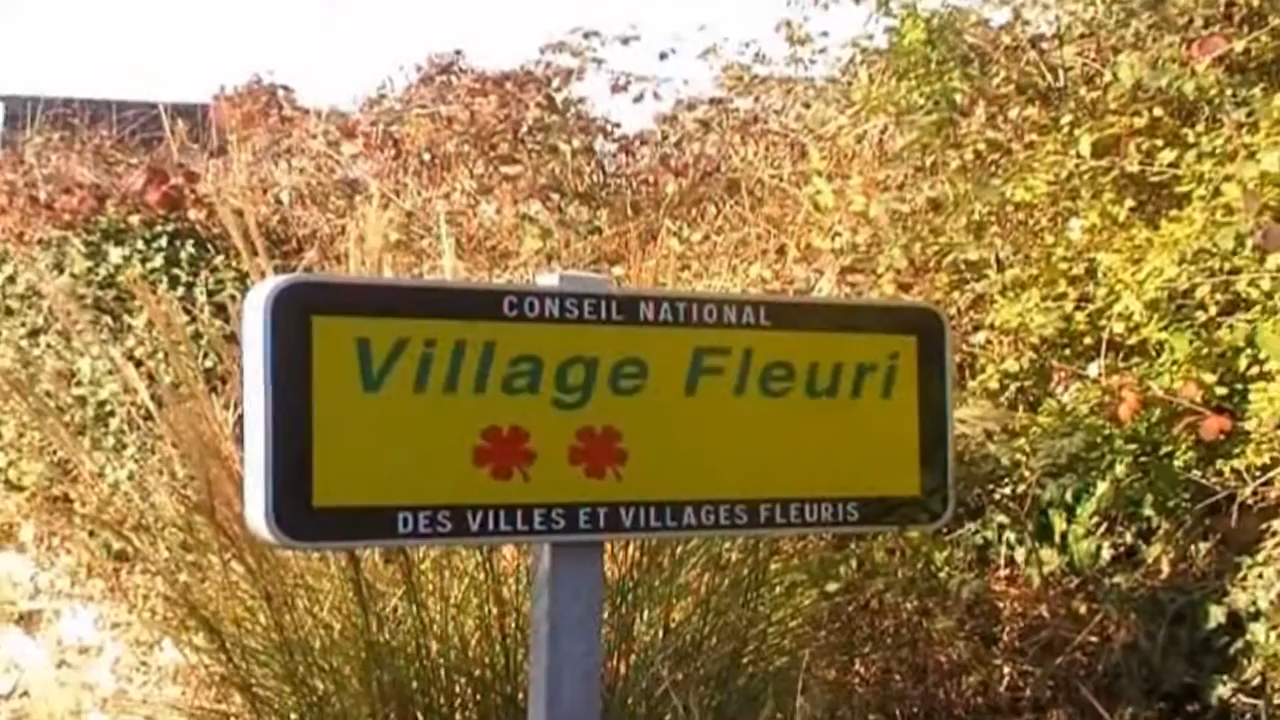 CONSEIL NATIONAL
Village Fleuri
DES VILLES ET VILLAGES FLEURIS